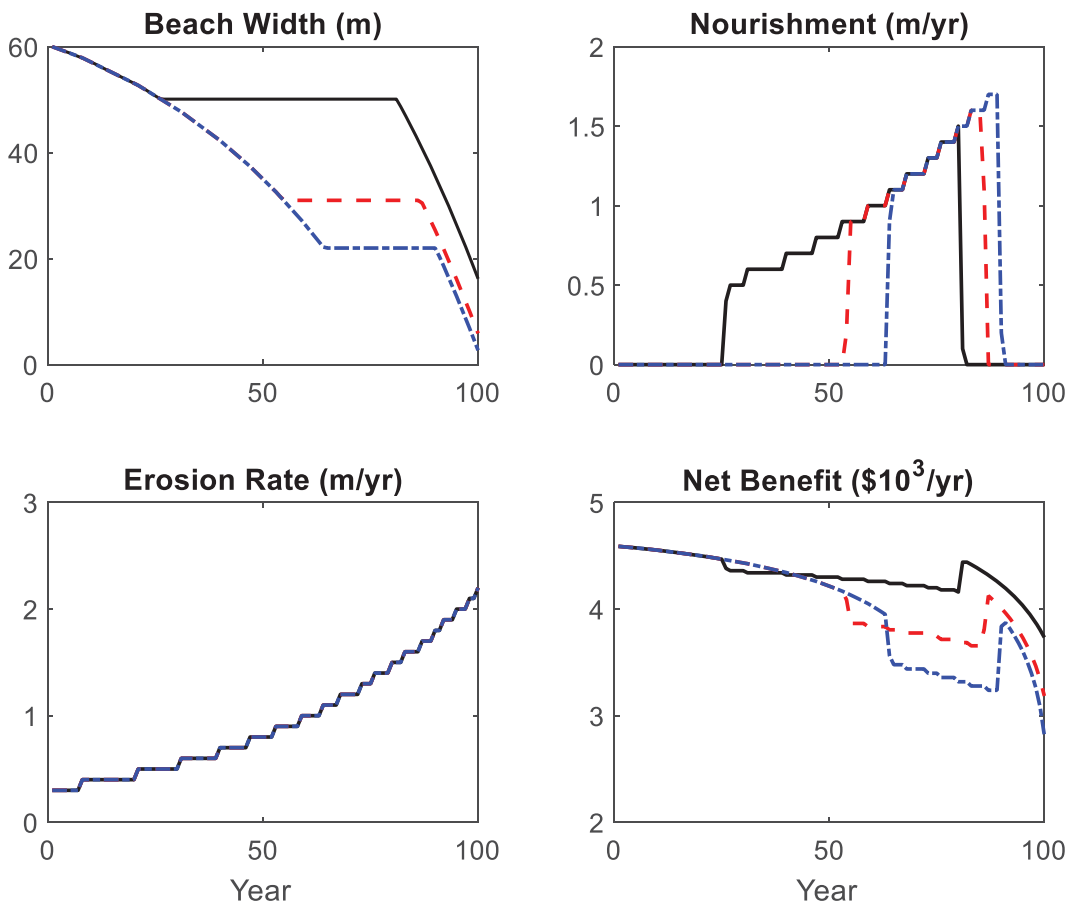 Beach Width (m)
60
40
20
0
0 50 100
Nourishment (m/yr)
2
1.5
1
0.5
0
0 50 100
Erosion Rate (m/yr)
3
2
1
0
0 50 100
Year
Net Benefit ($10³/yr)
5
4
3
2
0 50 100
Year